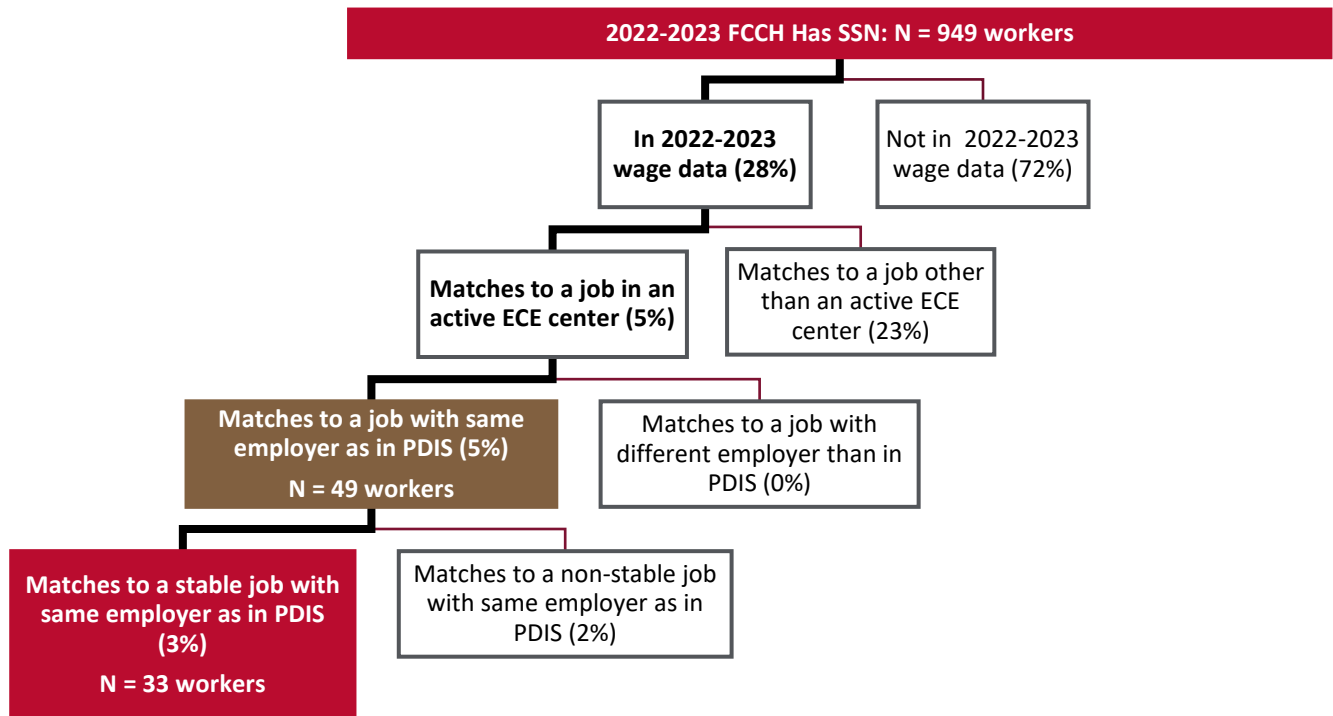 2022-2023 FCCH Has SSN: N = 949 workers
In 2022-2023
wage data (28%)
Not in  2022-2023
wage data (72%)
Matches to a job in an
active ECE center (5%)
Matches to a job other
than an active ECE
center (23%)
Matches to a job with same
employer as in PDIS (5%)
N = 49 workers
Matches to a job with
different employer than in
PDIS (0%)
Matches to a stable job with
same employer as in PDIS
(3%)
N = 33 workers
Matches to a non-stable job
with same employer as in
PDIS (2%)